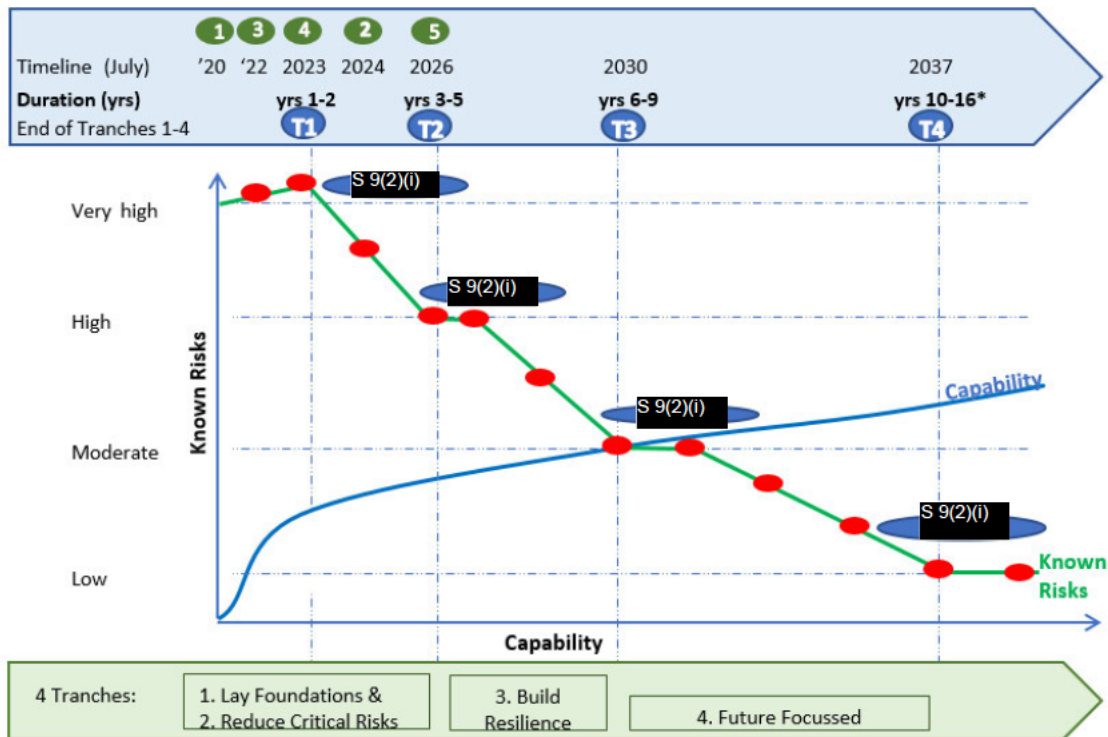 1 3 4 2 5
Timeline (July) '20 '22 2023 2024 2026 2030 2037
Duration (yrs) yrs 1-2 yrs 3-5 yrs 6-9 yrs 10-16*
End of Tranches 1-4 T1 T2 T3 T4
S 9(2)(i)
Very high
S 9(2)(i)
High
Known Risks
Capability
S 9(2)(i)
Moderate
S 9(2)(i)
Low
Known
Risks
Capability
4 Tranches:
1. Lay Foundations &
2. Reduce Critical Risks
3. Build
Resilience
4. Future Focussed